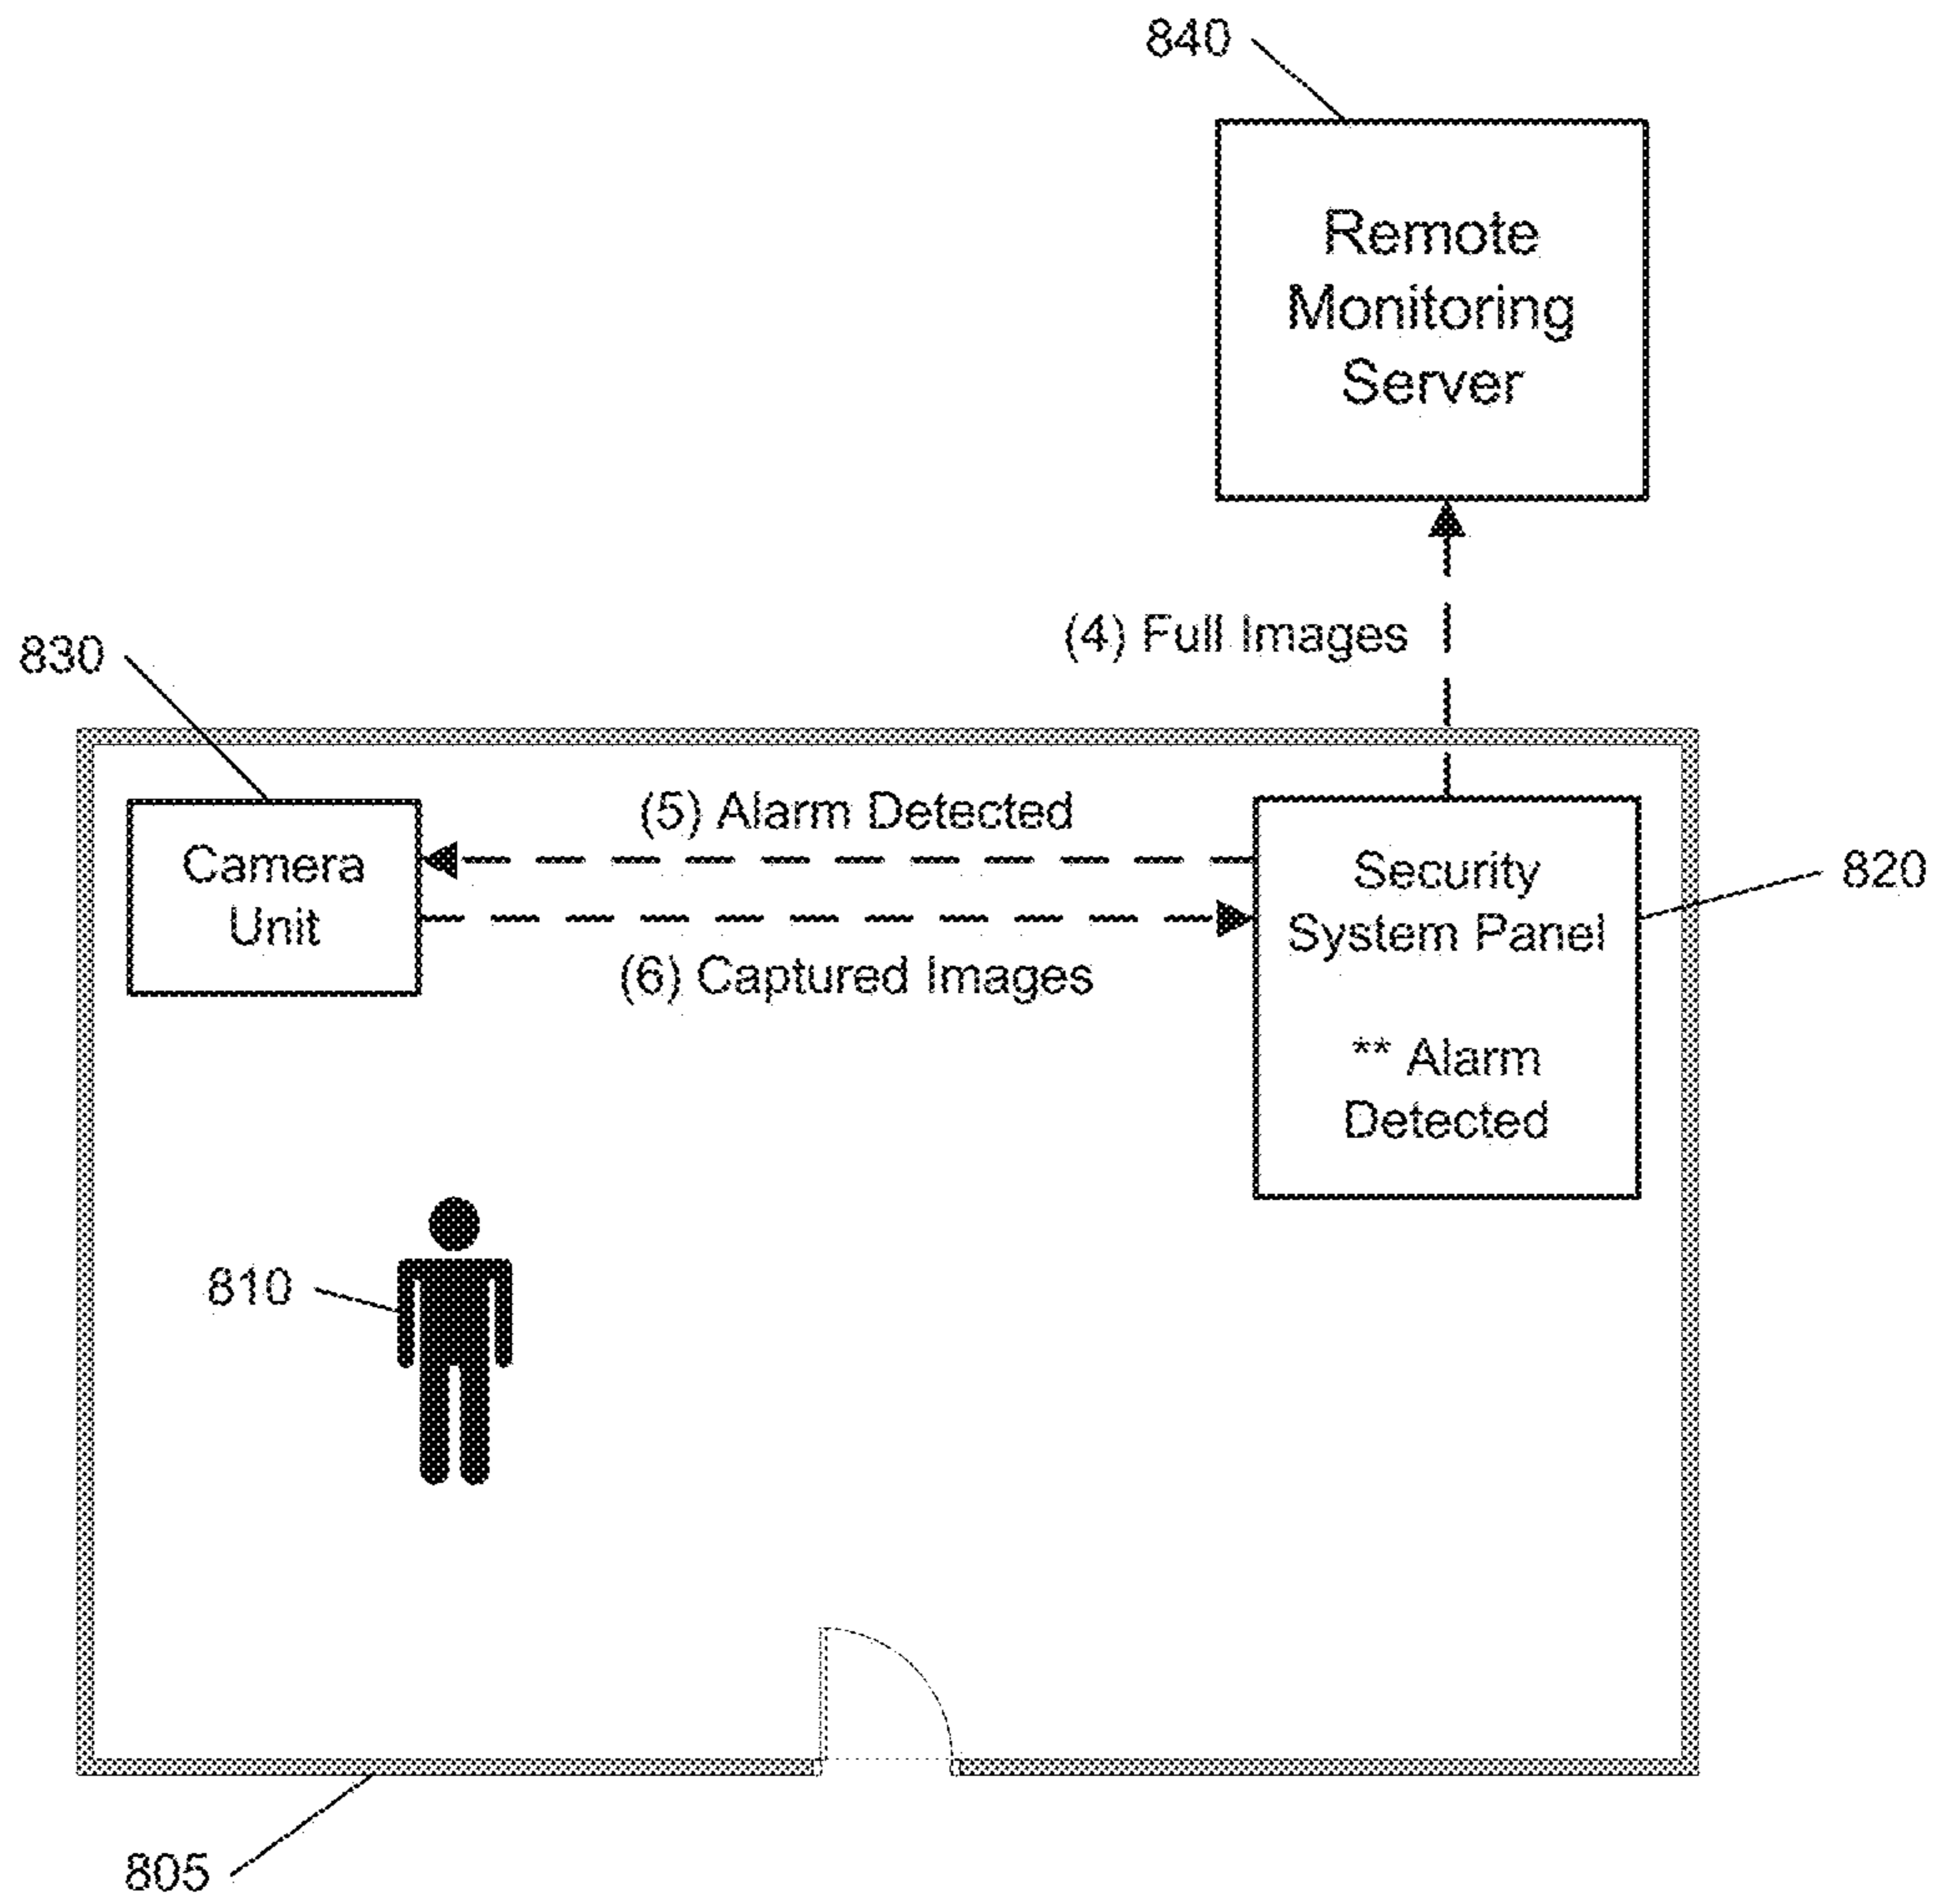 840
Remote
Monitoring
Server
(4) Full Images
830
(5) Alarm Detected
Camera
Unit
(6) Captured Images
Security
System Panel
** Alarm
Detected
820
810
805